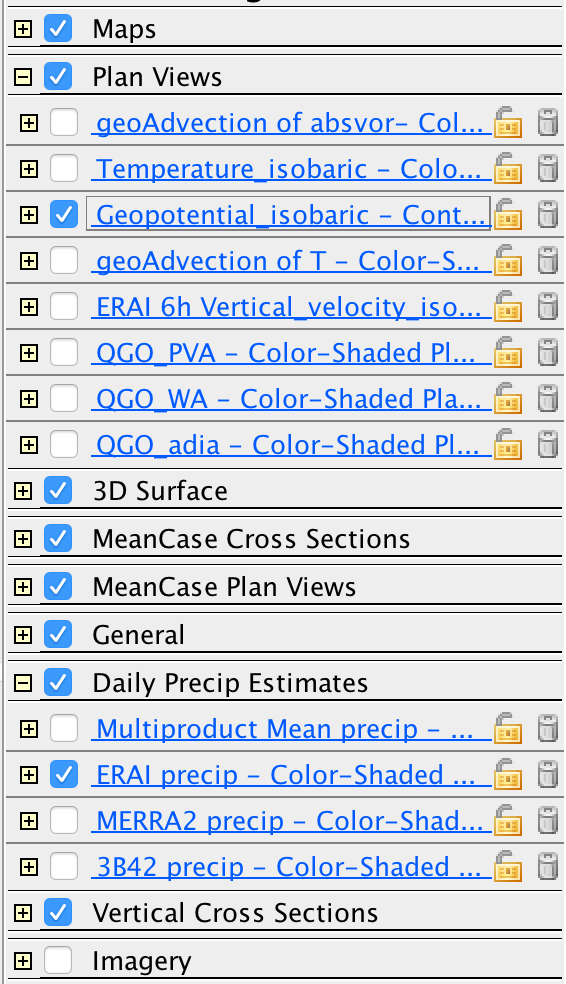 Maps
Plan Views
geoAdvection of absvor– Col...
Temperature_isobaric – Colo...
Geopotential_isobaric – Cont...
geoAdvection of T – Color–S...
ERAI 6h Vertical_velocity_iso...
QGO_PVA – Color–Shaded Pl...
QGO_WA – Color–Shaded Pla...
QGO_adia – Color–Shaded Pl...
3D Surface
MeanCase Cross Sections
MeanCase Plan Views
General
Daily Precip Estimates
Multiproduct Mean precip – ...
ERAI precip – Color–Shaded ...
MERRA2 precip – Color–Shad...
3B42 precip – Color–Shaded ...
Vertical Cross Sections
Imagery